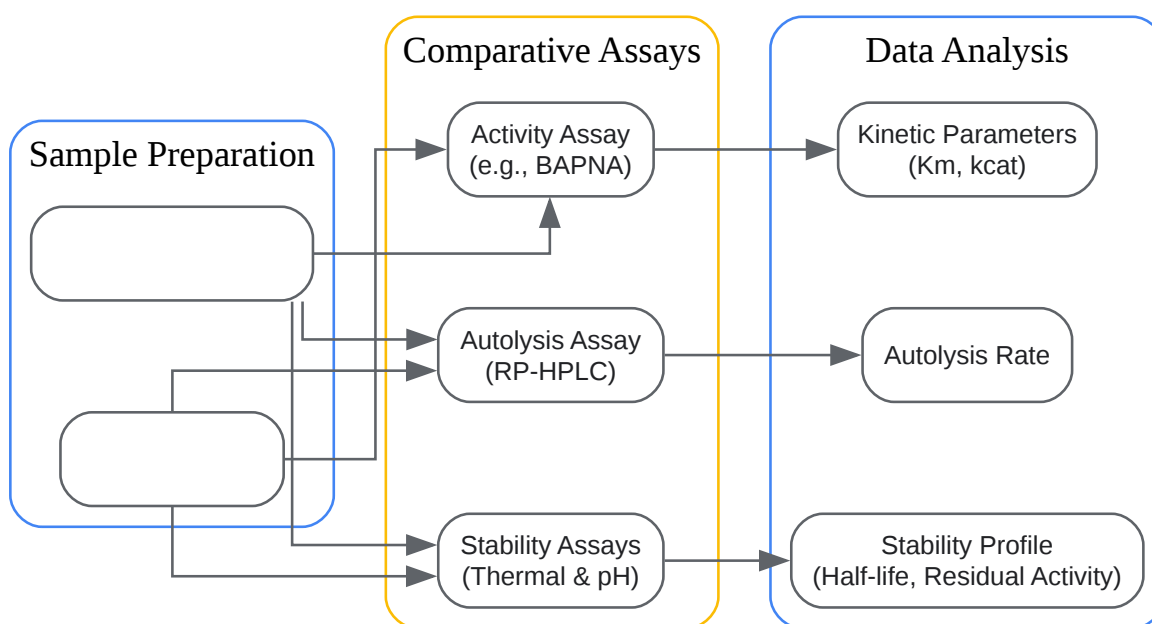 Sample Preparation
Comparative Assays
Activity Assay
(e.g., BAPNA)
Autolysis Assay
(RP-HPLC)
Stability Assays
(Thermal & pH)
Data Analysis
Kinetic Parameters
(Km, kcat)
Autolysis Rate
Stability Profile
(Half-life, Residual Activity)